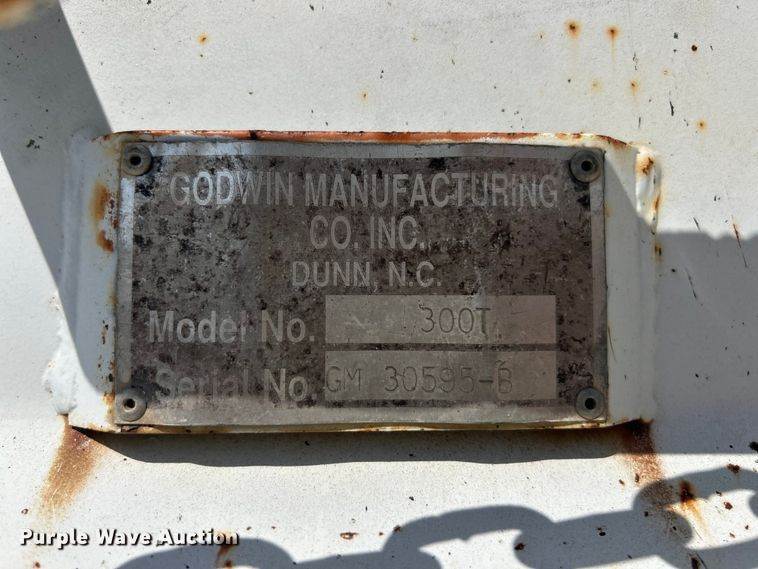 GODWIN MANUFACTURING
CO. INC.
DUNN, N.C.
Model No. 300T
Serial No. GM 30595-B
Purple Wave Auction